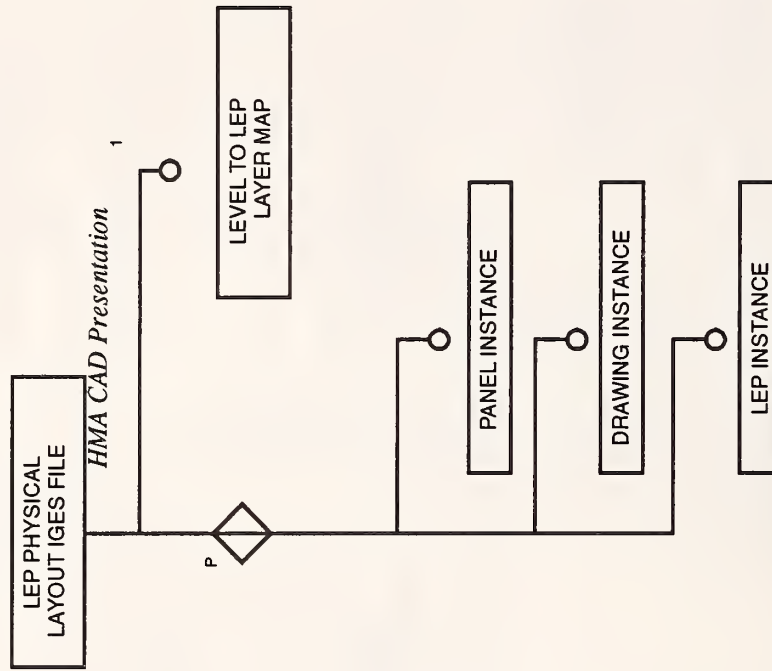 LEP PHYSICAL
LAYOUT IGES FILE
HMA CAD Presentation
1
LEVEL TO LEP
LAYER MAP
P
PANEL INSTANCE
DRAWING INSTANCE
LEP INSTANCE